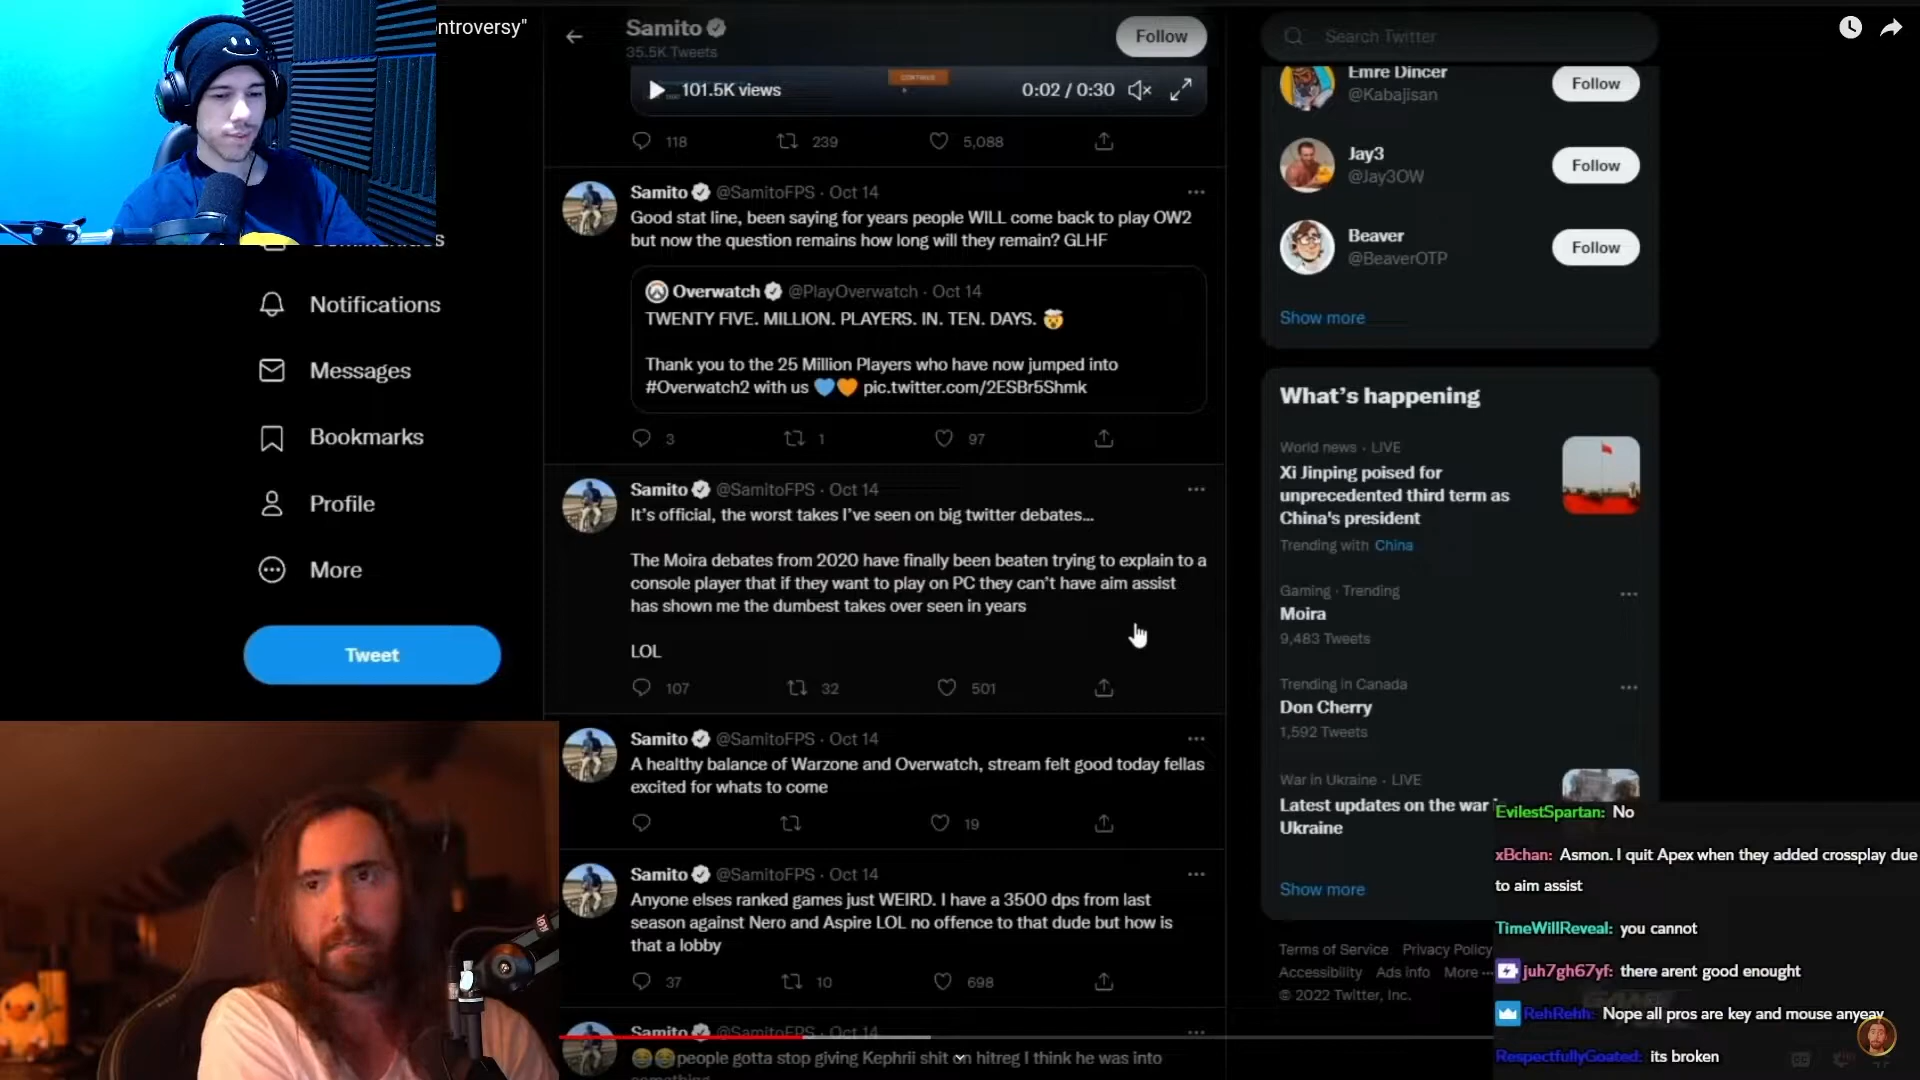 ntroversy"
Samito
35.5K Tweets
Follow
CONTINUE
101.5K views
0:02 / 0:30
118
239
5,088
Samito @SamitoFPS · Oct 14
Good stat line, been saying for years people WILL come back to play OW2
but now the question remains how long will they remain? GLHF
Overwatch @PlayOverwatch · Oct 14
TWENTY FIVE. MILLION. PLAYERS. IN. TEN. DAYS. 🤯
Thank you to the 25 Million Players who have now jumped into
#Overwatch2 with us 💙🧡 pic.twitter.com/2ESBr5Shmk
3
1
97
Samito @SamitoFPS · Oct 14
It's official, the worst takes I've seen on big twitter debates...
The Moira debates from 2020 have finally been beaten trying to explain to a
console player that if they want to play on PC they can't have aim assist
has shown me the dumbest takes over seen in years
LOL
107
32
501
Samito @SamitoFPS · Oct 14
A healthy balance of Warzone and Overwatch, stream felt good today fellas
excited for whats to come
19
Samito @SamitoFPS · Oct 14
Anyone elses ranked games just WEIRD. I have a 3500 dps from last
season against Nero and Aspire LOL no offence to that dude but how is
that a lobby
37
10
698
Samito @SamitoFPS · Oct 14
😂😂people gotta stop giving Kephrii shit on hitreg I think he was into
Notifications
Messages
Bookmarks
Profile
More
Tweet
Search Twitter
Emre Dincer
@Kabajisan
Follow
Jay3
@Jay3OW
Follow
Beaver
@BeaverOTP
Follow
Show more
What's happening
World news · LIVE
Xi Jinping poised for
unprecedented third term as
China's president
Trending with China
Gaming · Trending
Moira
9,483 Tweets
Trending in Canada
Don Cherry
1,592 Tweets
War in Ukraine · LIVE
Latest updates on the war
Ukraine
Show more
Terms of Service Privacy Policy
Accessibility Ads info More ···
© 2022 Twitter, Inc.
EvilestSpartan: No
xBchan: Asmon. I quit Apex when they added crossplay due
to aim assist
TimeWillReveal: you cannot
juh7gh67yf: there arent good enought
RehRehh: Nope all pros are key and mouse anyeay
RespectfullyGoated: its broken